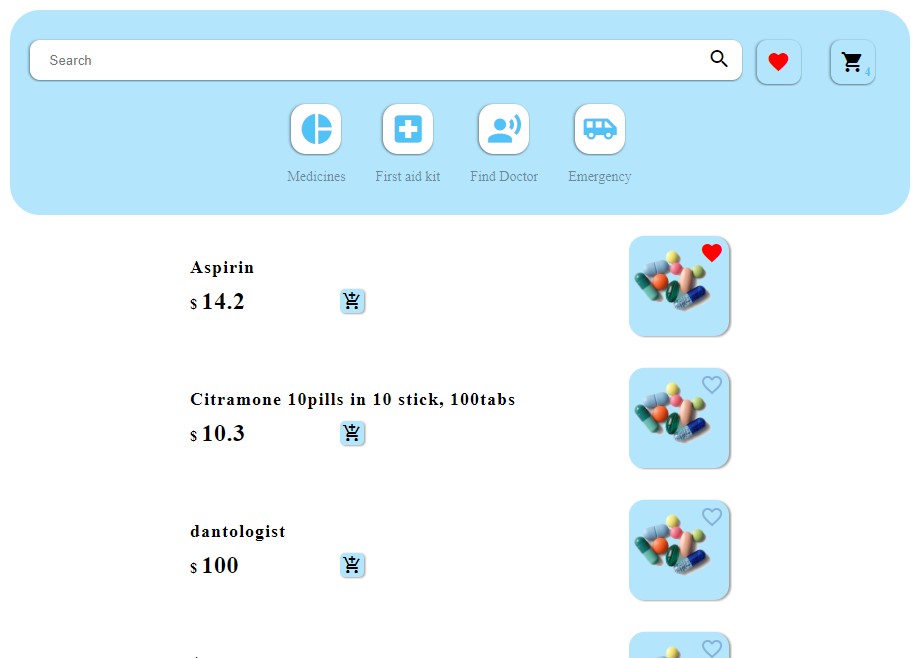 Search
4
Medicines First aid kit Find Doctor Emergency
Aspirin
$ 14.2
Citramone 10pills in 10 stick, 100tabs
$ 10.3
dantologist
$ 100